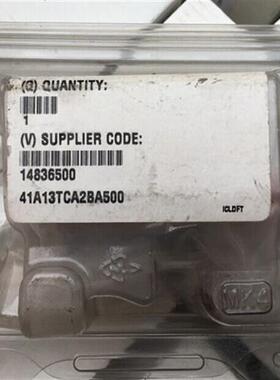 (Q) QUANTITY:
1
(V) SUPPLIER CODE:
14836500
41A13TCA2BA500
ICLDFT